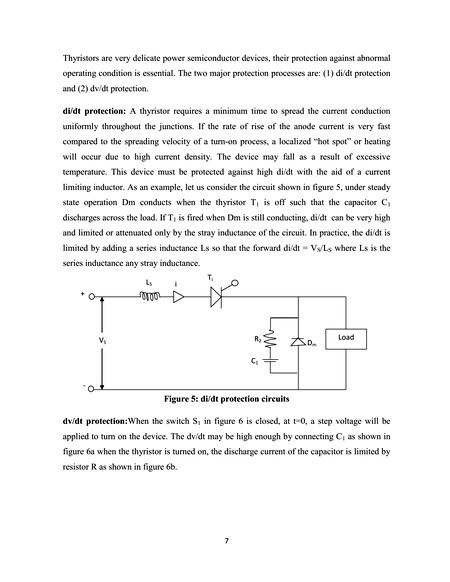 Thyristors are very delicate power semiconductor devices, their protection against abnormal
operating condition is essential. The two major protection processes are: (1) di/dt protection
and (2) dv/dt protection.
di/dt protection: A thyristor requires a minimum time to spread the current conduction
uniformly throughout the junctions. If the rate of rise of the anode current is very fast
compared to the spreading velocity of a turn-on process, a localized "hot spot" or heating
will occur due to high current density. The device may fall as a result of excessive
temperature. This device must be protected against high di/dt with the aid of a current
limiting inductor. As an example, let us consider the circuit shown in figure 5, under steady
state operation Dm conducts when the thyristor T1 is off such that the capacitor C1
discharges across the load. If T1 is fired when Dm is still conducting, di/dt can be very high
and limited or attenuated only by the stray inductance of the circuit. In practice, the di/dt is
limited by adding a series inductance Ls so that the forward di/dt = VS/LS where Ls is the
series inductance any stray inductance.
LS
i
Ti
+
VS
R2
C1
Dm
Load
-
Figure 5: di/dt protection circuits
dv/dt protection:When the switch S1 in figure 6 is closed, at t=0, a step voltage will be
applied to turn on the device. The dv/dt may be high enough by connecting C1 as shown in
figure 6a when the thyristor is turned on, the discharge current of the capacitor is limited by
resistor R as shown in figure 6b.
7